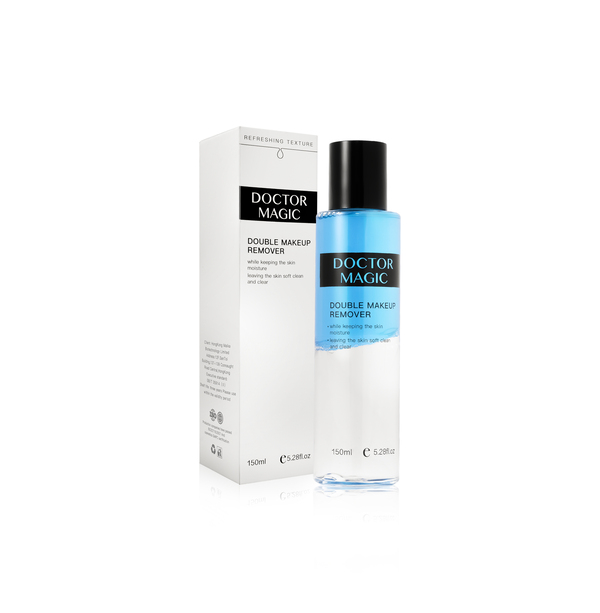 REFRESHING TEXTURE
DOCTOR
MAGIC
DOUBLE MAKEUP
REMOVER
while keeping the skin
moisture
leaving the skin soft clean
and clear
150ml e 5.28fl.oz
DOCTOR
MAGIC
DOUBLE MAKEUP
REMOVER
• while keeping the skin
moisture
• leaving the skin soft clean
and clear
150ml e 5.28fl.oz